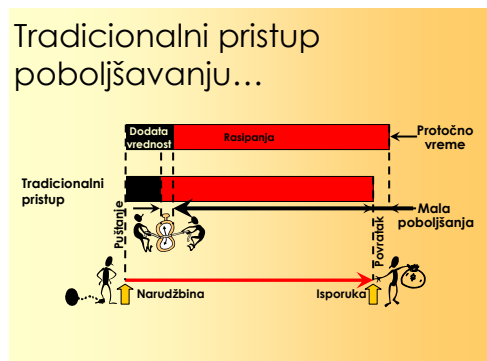 Tradicionalni pristup
poboljšavanju…
Dodata
vrednost
Rasipanja
Protočno
vreme
Tradicionalni
pristup
Mala
poboljšanja
Puštanje
Povratak
Narudžbina
Isporuka